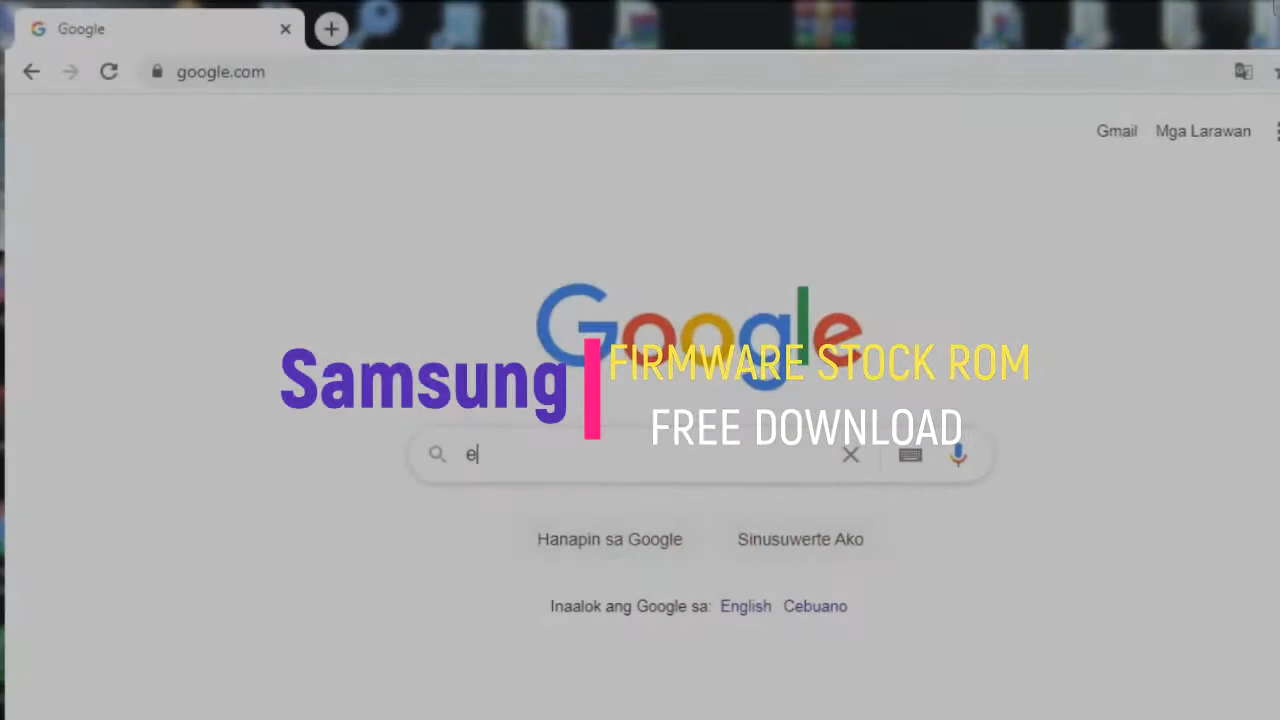 Google
google.com
Gmail Mga Larawan
Google
Samsung
FIRMWARE STOCK ROM
FREE DOWNLOAD
e
Hanapin sa Google Sinusuwerte Ako
Inaalok ang Google sa: English Cebuano